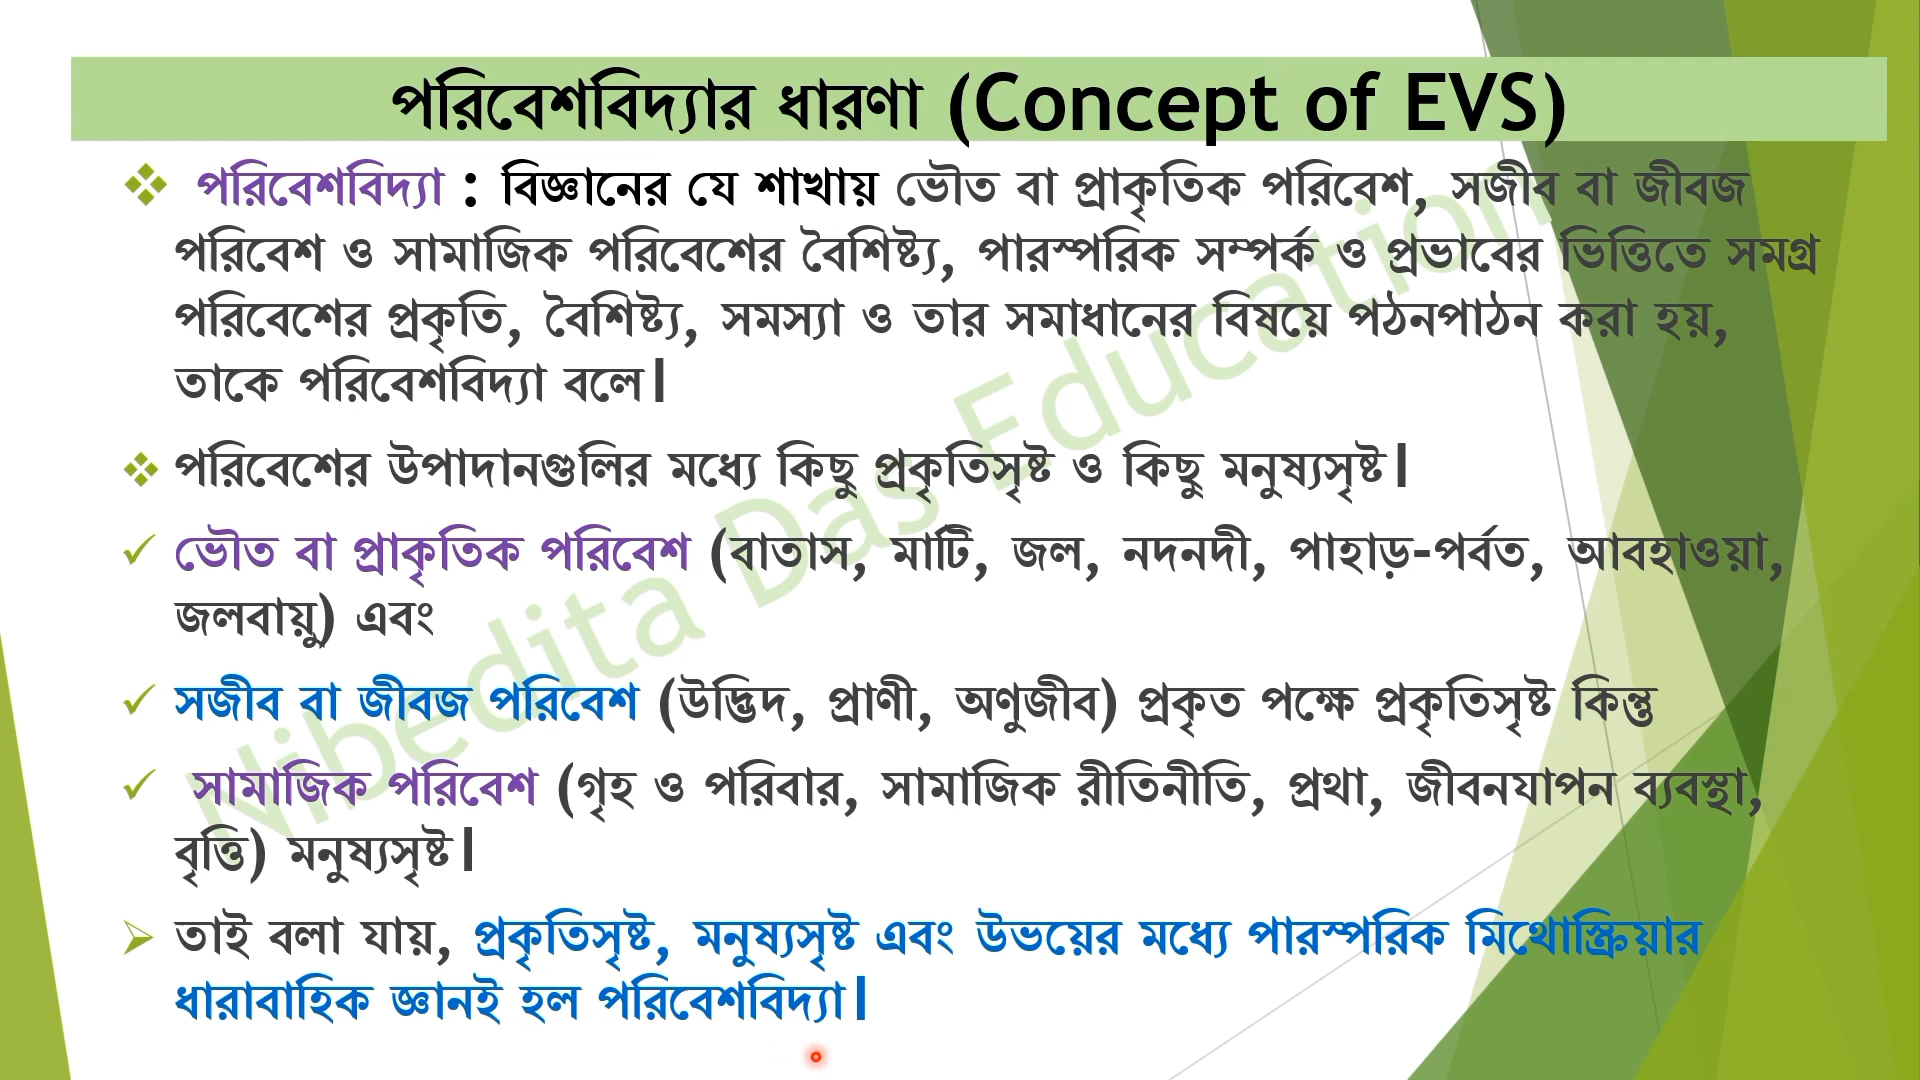 পরিবেশবিদ্যার ধারণা (Concept of EVS)
পরিবেশবিদ্যা : বিজ্ঞানের যে শাখায় ভৌত বা প্রাকৃতিক পরিবেশ, সজীব বা জীবজ
পরিবেশ ও সামাজিক পরিবেশের বৈশিষ্ট্য, পারস্পরিক সম্পর্ক ও প্রভাবের ভিত্তিতে সমগ্র
পরিবেশের প্রকৃতি, বৈশিষ্ট্য, সমস্যা ও তার সমাধানের বিষয়ে পঠনপাঠন করা হয়,
তাকে পরিবেশবিদ্যা বলে।
পরিবেশের উপাদানগুলির মধ্যে কিছু প্রকৃতিসৃষ্ট ও কিছু মনুষ্যসৃষ্ট।
ভৌত বা প্রাকৃতিক পরিবেশ (বাতাস, মাটি, জল, নদনদী, পাহাড়-পর্বত, আবহাওয়া,
জলবায়ু) এবং
সজীব বা জীবজ পরিবেশ (উদ্ভিদ, প্রাণী, অণুজীব) প্রকৃত পক্ষে প্রকৃতিসৃষ্ট কিন্তু
সামাজিক পরিবেশ (গৃহ ও পরিবার, সামাজিক রীতিনীতি, প্রথা, জীবনযাপন ব্যবস্থা,
বৃত্তি) মনুষ্যসৃষ্ট।
তাই বলা যায়, প্রকৃতিসৃষ্ট, মনুষ্যসৃষ্ট এবং উভয়ের মধ্যে পারস্পরিক মিথোস্ক্রিয়ার
ধারাবাহিক জ্ঞানই হল পরিবেশবিদ্যা।
Nibedita Das Education